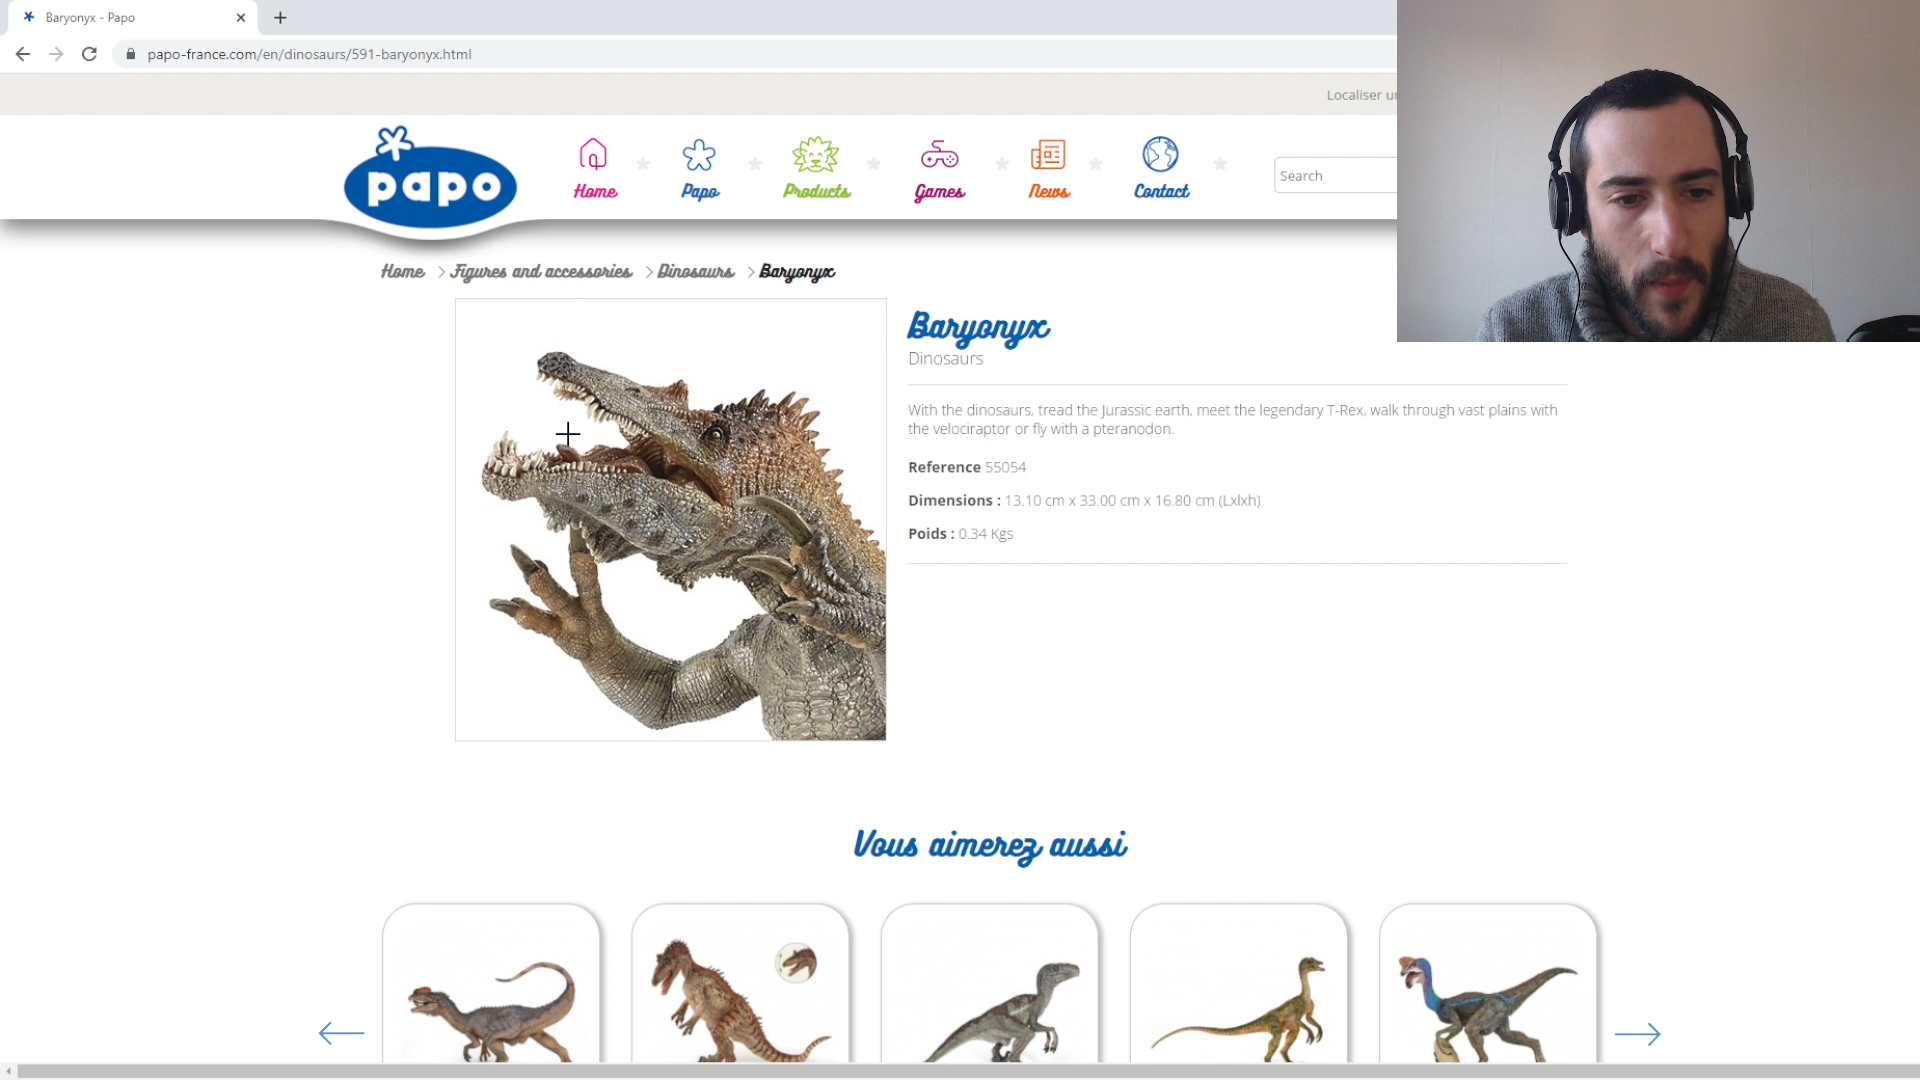 Baryonyx - Papo
papo-france.com/en/dinosaurs/591-baryonyx.html
Localiser
papo
Home
Papo
Products
Games
News
Contact
Search
Home > Figures and accessories > Dinosaurs > Baryonyx
Baryonyx
Dinosaurs
With the dinosaurs, tread the Jurassic earth, meet the legendary T-Rex, walk through vast plains with
the velociraptor or fly with a pteranodon.
Reference 55054
Dimensions : 13.10 cm x 33.00 cm x 16.80 cm (Lxlxh)
Poids : 0.34 Kgs
Vous aimerez aussi